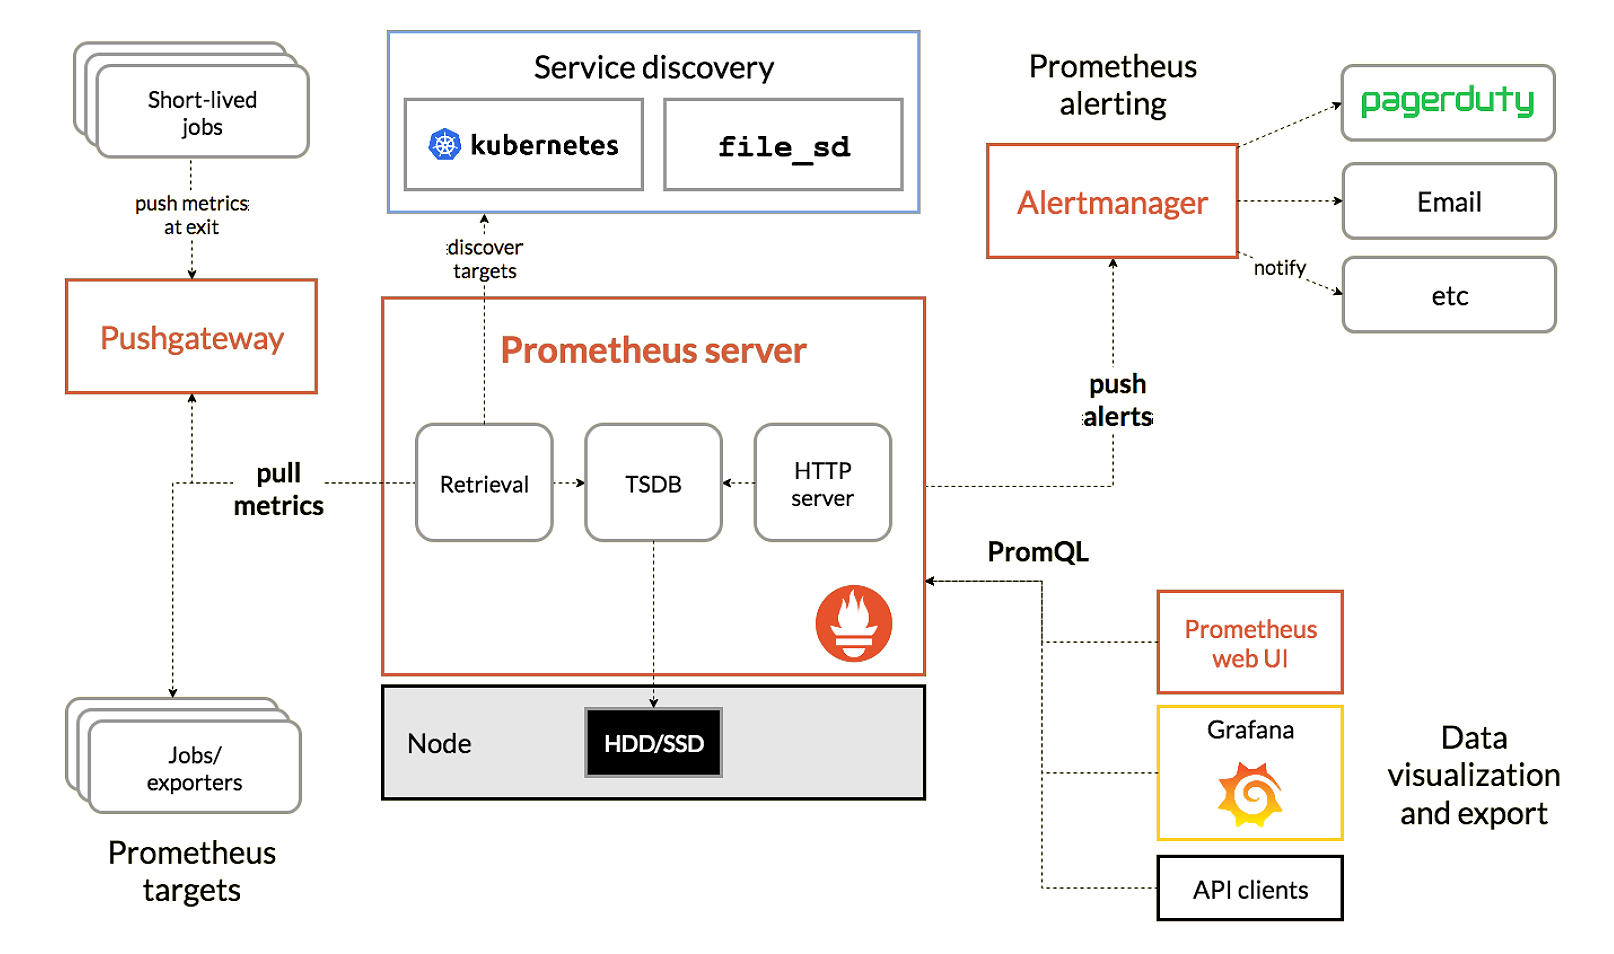 Short-lived
jobs
push metrics
at exit
Pushgateway
pull
metrics
Jobs/
exporters
Prometheus
targets
Service discovery
kubernetes
file_sd
discover
targets
Prometheus server
Retrieval
TSDB
HTTP
server
Node
HDD/SSD
Prometheus
alerting
Alertmanager
pagerduty
Email
notify
etc
push
alerts
PromQL
Prometheus
web UI
Grafana
API clients
Data
visualization
and export